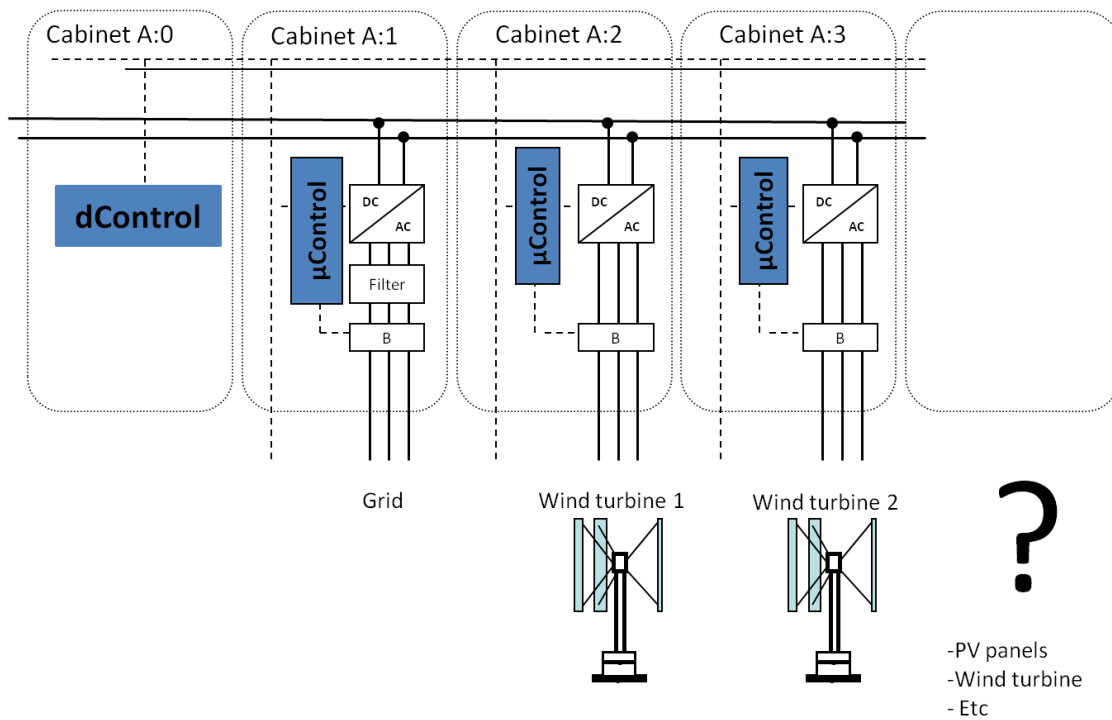 Cabinet A:0
Cabinet A:1
Cabinet A:2
Cabinet A:3
dControl
µControl
DC
AC
Filter
B
µControl
DC
AC
B
µControl
DC
AC
B
Grid
Wind turbine 1
Wind turbine 2
?
-PV panels
-Wind turbine
- Etc